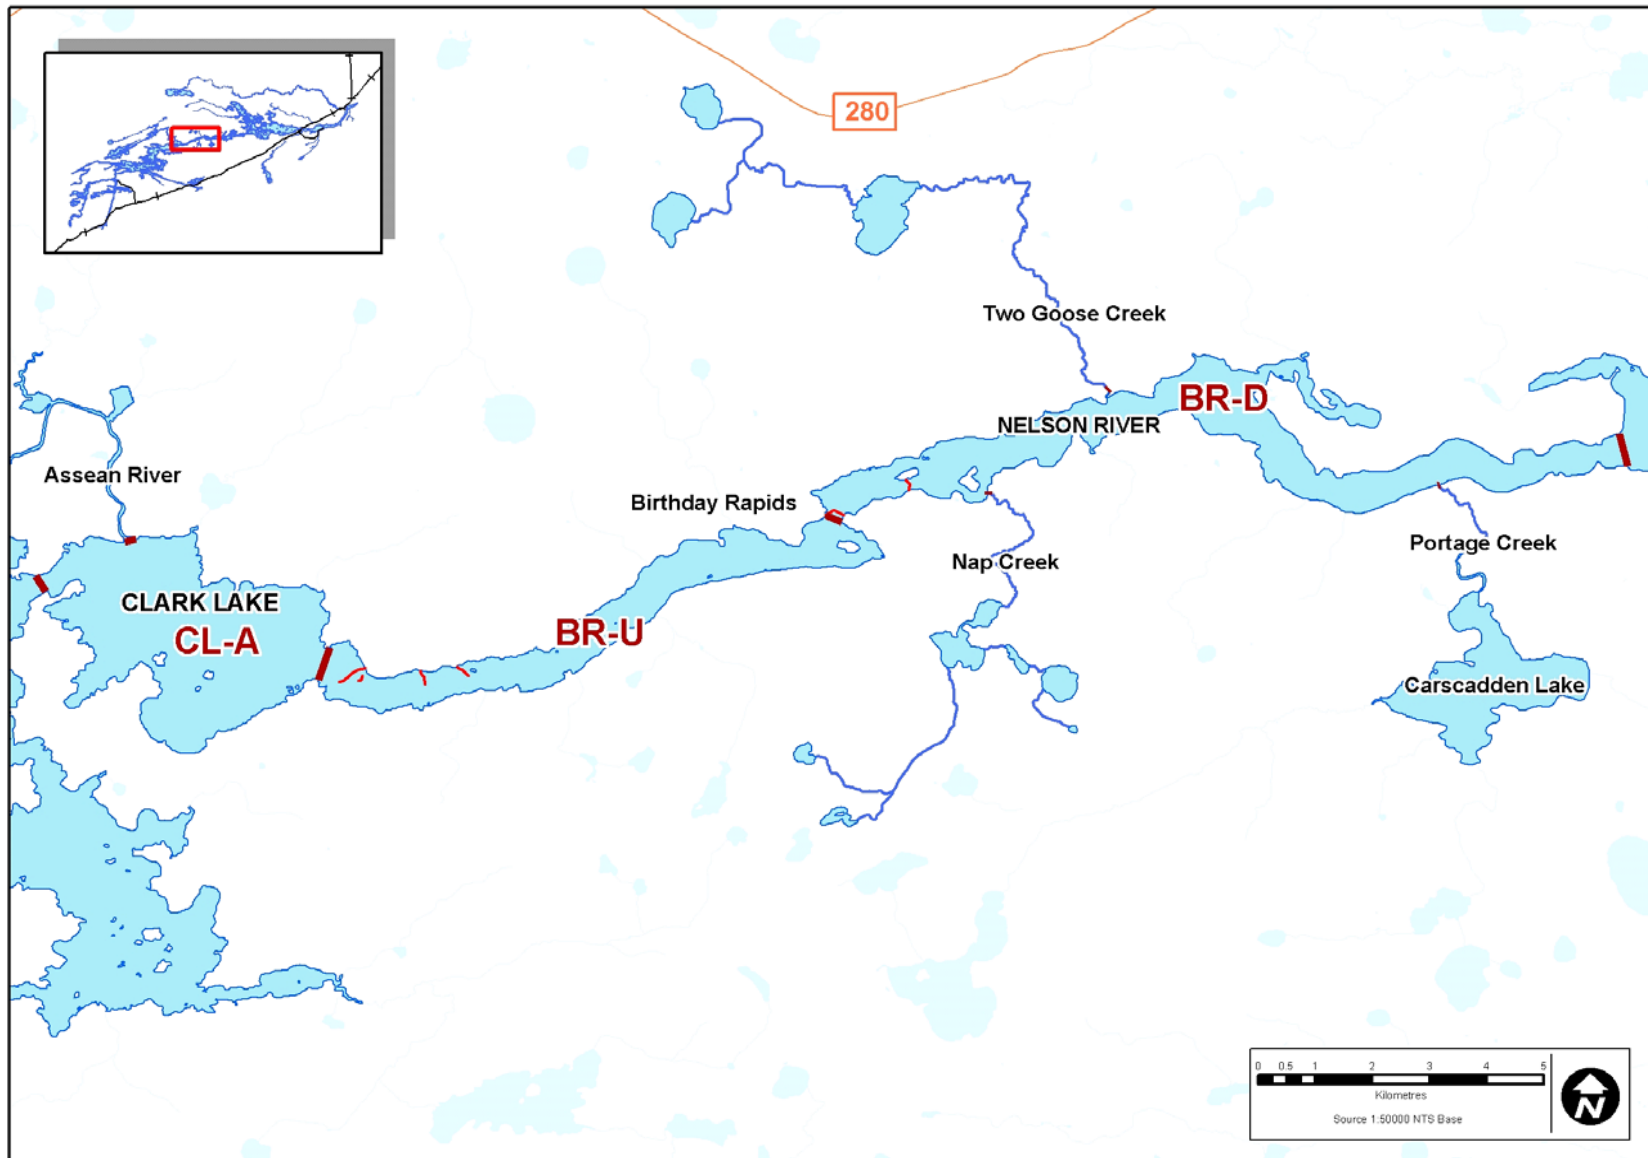 280
Two Goose Creek
BR-D
NELSON RIVER
Assean River
Birthday Rapids
Portage Creek
Nap Creek
CLARK LAKE
CL-A
BR-U
Carscadden Lake
0 0.5 1 2 3 4 5
Kilometres
Source 1:50000 NTS Base
N